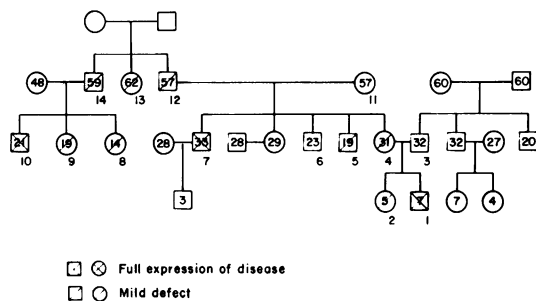 48 59 62 57 57 60 60
14 13 12 11
21 19 14 28 33 28 29 23 19 31 32 32 27 20
10 9 8 7 6 5 4 3
3 5 7 4
2 1
Full expression of disease
Mild defect